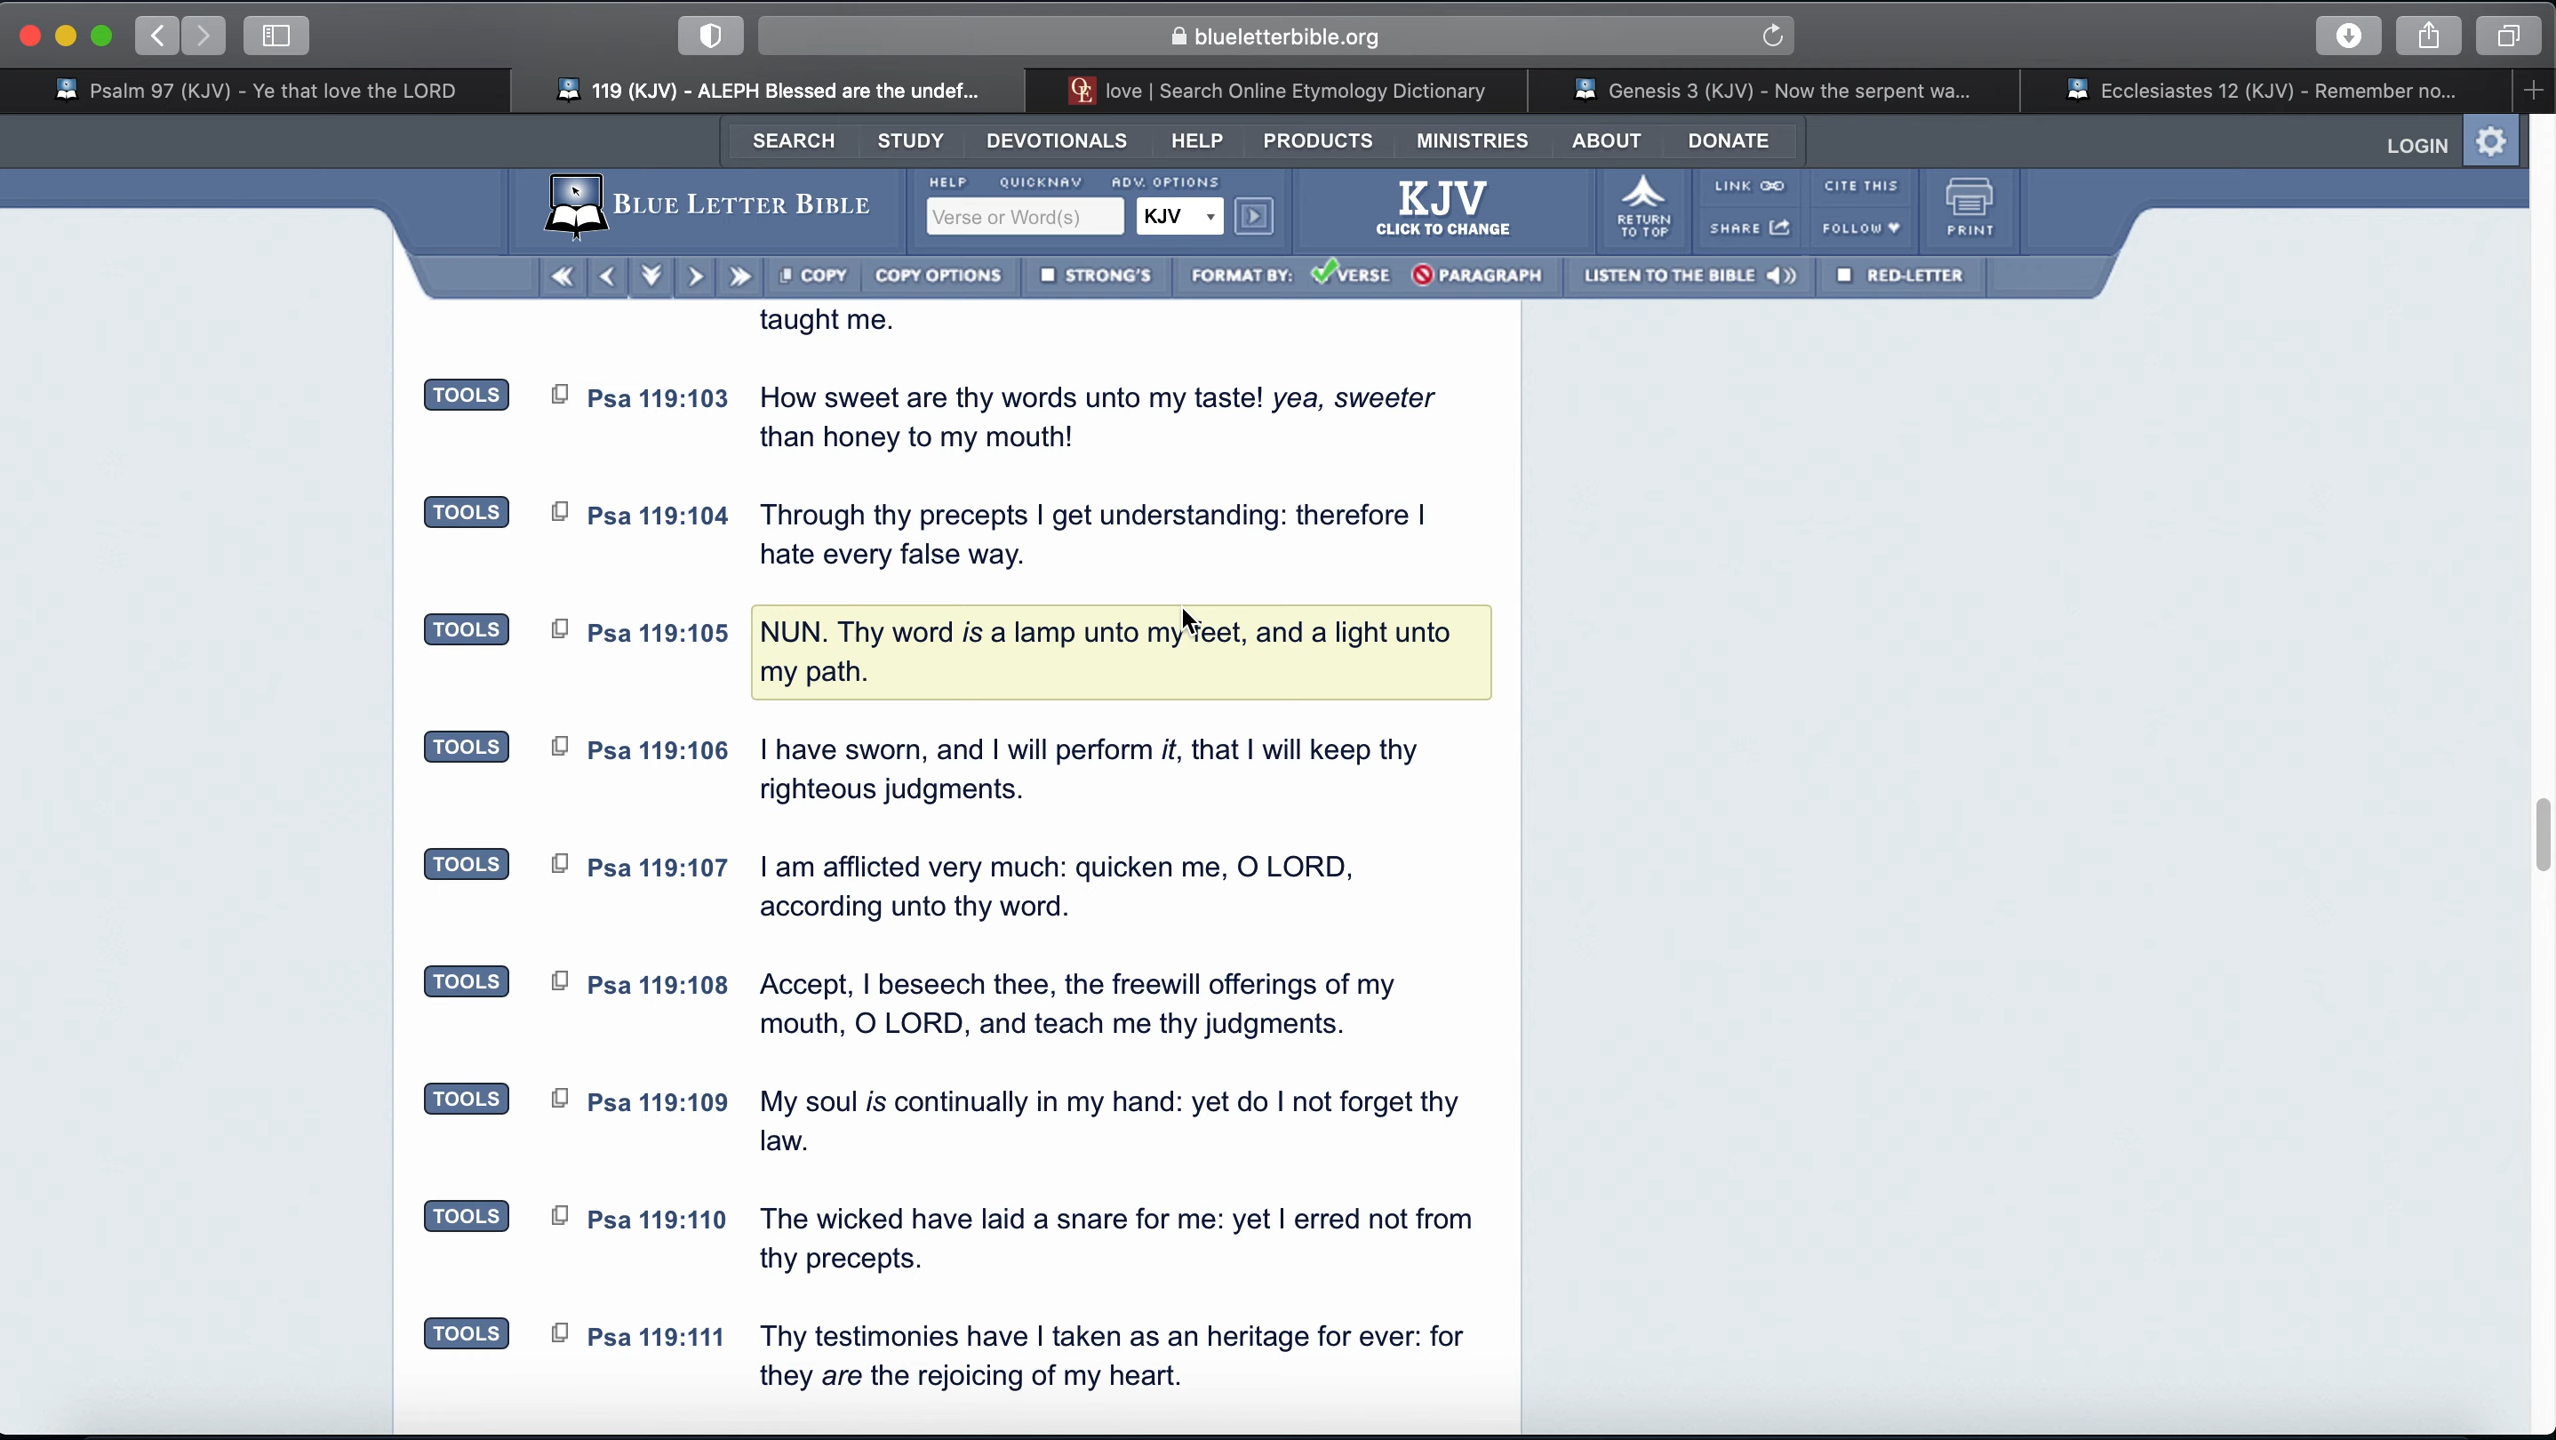 blueletterbible.org
Psalm 97 (KJV) - Ye that love the LORD
119 (KJV) - ALEPH Blessed are the undef...
OE love | Search Online Etymology Dictionary
Genesis 3 (KJV) - Now the serpent wa...
Ecclesiastes 12 (KJV) - Remember no...
SEARCH STUDY DEVOTIONALS HELP PRODUCTS MINISTRIES ABOUT DONATE
LOGIN
BLUE LETTER BIBLE
HELP QUICKNAV ADV. OPTIONS
Verse or Word(s) KJV
KJV
CLICK TO CHANGE
RETURN
TO TOP
LINK CITE THIS
SHARE FOLLOW
PRINT
COPY COPY OPTIONS STRONG'S FORMAT BY: VERSE PARAGRAPH LISTEN TO THE BIBLE RED-LETTER
taught me.
TOOLS Psa 119:103 How sweet are thy words unto my taste! yea, sweeter
than honey to my mouth!
TOOLS Psa 119:104 Through thy precepts I get understanding: therefore I
hate every false way.
TOOLS Psa 119:105 NUN. Thy word is a lamp unto my feet, and a light unto
my path.
TOOLS Psa 119:106 I have sworn, and I will perform it, that I will keep thy
righteous judgments.
TOOLS Psa 119:107 I am afflicted very much: quicken me, O LORD,
according unto thy word.
TOOLS Psa 119:108 Accept, I beseech thee, the freewill offerings of my
mouth, O LORD, and teach me thy judgments.
TOOLS Psa 119:109 My soul is continually in my hand: yet do I not forget thy
law.
TOOLS Psa 119:110 The wicked have laid a snare for me: yet I erred not from
thy precepts.
TOOLS Psa 119:111 Thy testimonies have I taken as an heritage for ever: for
they are the rejoicing of my heart.